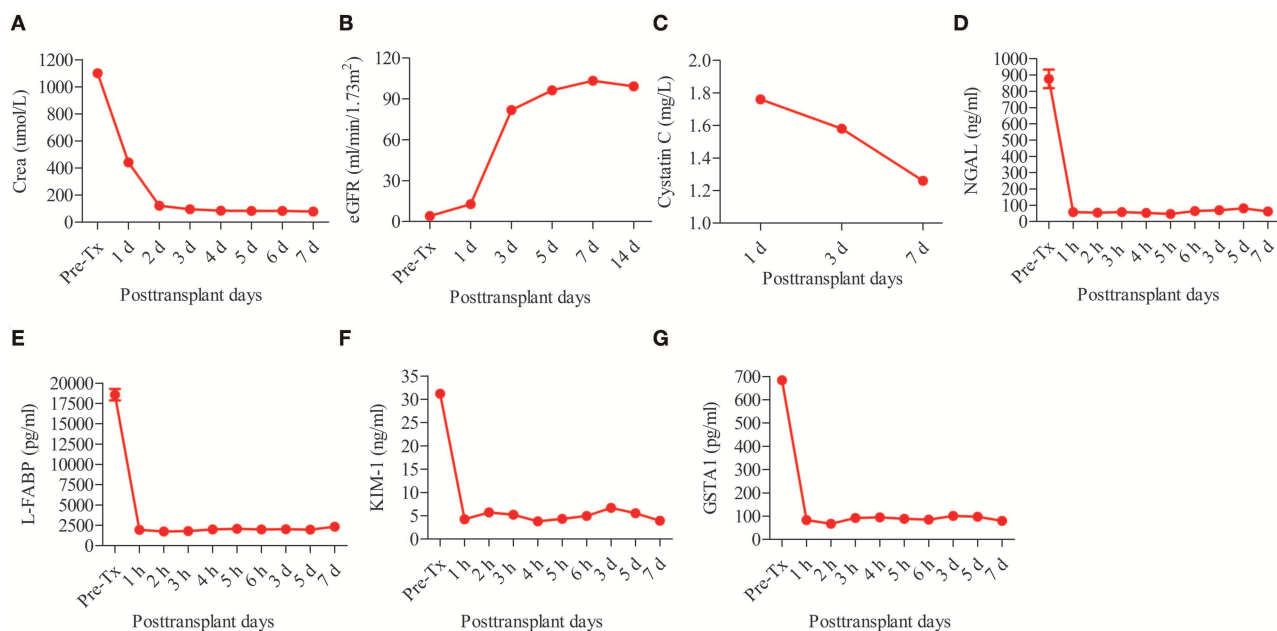 A
Crea (umol/L)
1200
1000
800
600
400
200
0
Pre-Tx
1 d
2 d
3 d
4 d
5 d
6 d
7 d
Posttransplant days
B
eGFR (ml/min/1.73m²)
120
90
60
30
0
Pre-Tx
1 d
3 d
5 d
7 d
14 d
Posttransplant days
C
Cystatin C (mg/L)
2.0
1.8
1.6
1.4
1.2
1.0
1 d
3 d
7 d
Posttransplant days
D
NGAL (ng/ml)
1000
900
800
700
600
500
400
300
200
100
0
Pre-Tx
1 h
2 h
3 h
4 h
5 h
6 h
3 d
5 d
7 d
Posttransplant days
E
L-FABP (pg/ml)
20000
17500
15000
12500
10000
7500
5000
2500
0
Pre-Tx
1 h
2 h
3 h
4 h
5 h
6 h
3 d
5 d
7 d
Posttransplant days
F
KIM-1 (ng/ml)
35
30
25
20
15
10
5
0
Pre-Tx
1 h
2 h
3 h
4 h
5 h
6 h
3 d
5 d
7 d
Posttransplant days
G
GSTA1 (pg/ml)
700
600
500
400
300
200
100
0
Pre-Tx
1 h
2 h
3 h
4 h
5 h
6 h
3 d
5 d
7 d
Posttransplant days